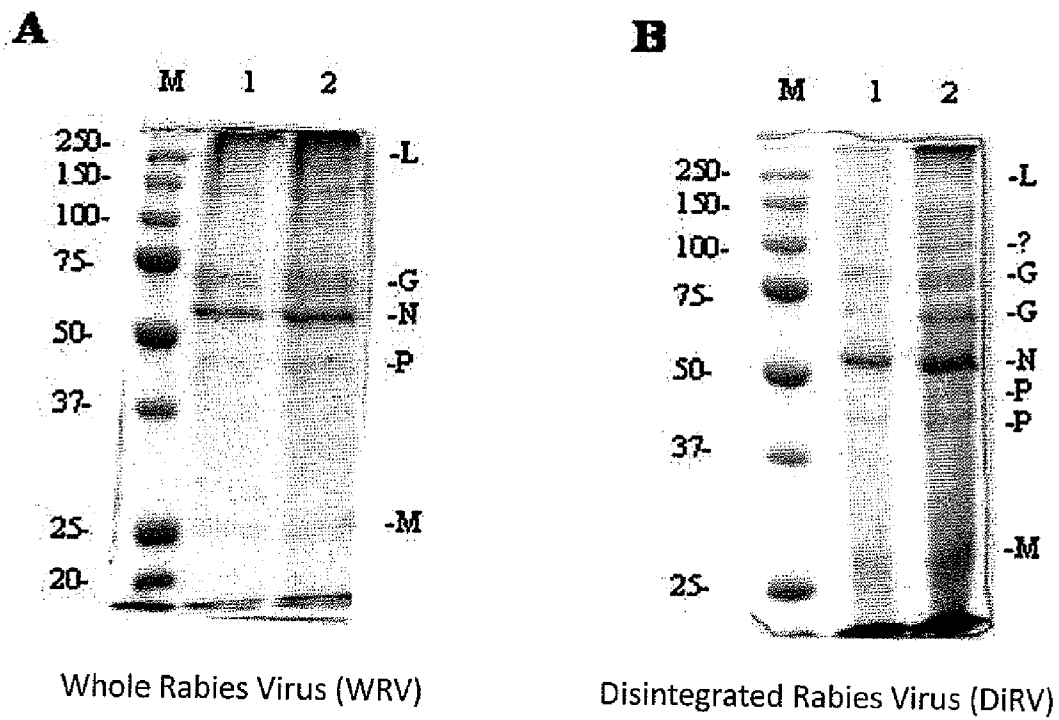 A
M 1 2
250-
-L
150-
100-
75-
-G
-N
50-
-P
37-
-M
25-
20-
Whole Rabies Virus (WRV)
B
M 1 2
250-
-L
150-
100-
-?
-G
75-
-G
-N
50-
-P
-P
37-
-M
25-
Disintegrated Rabies Virus (DiRV)